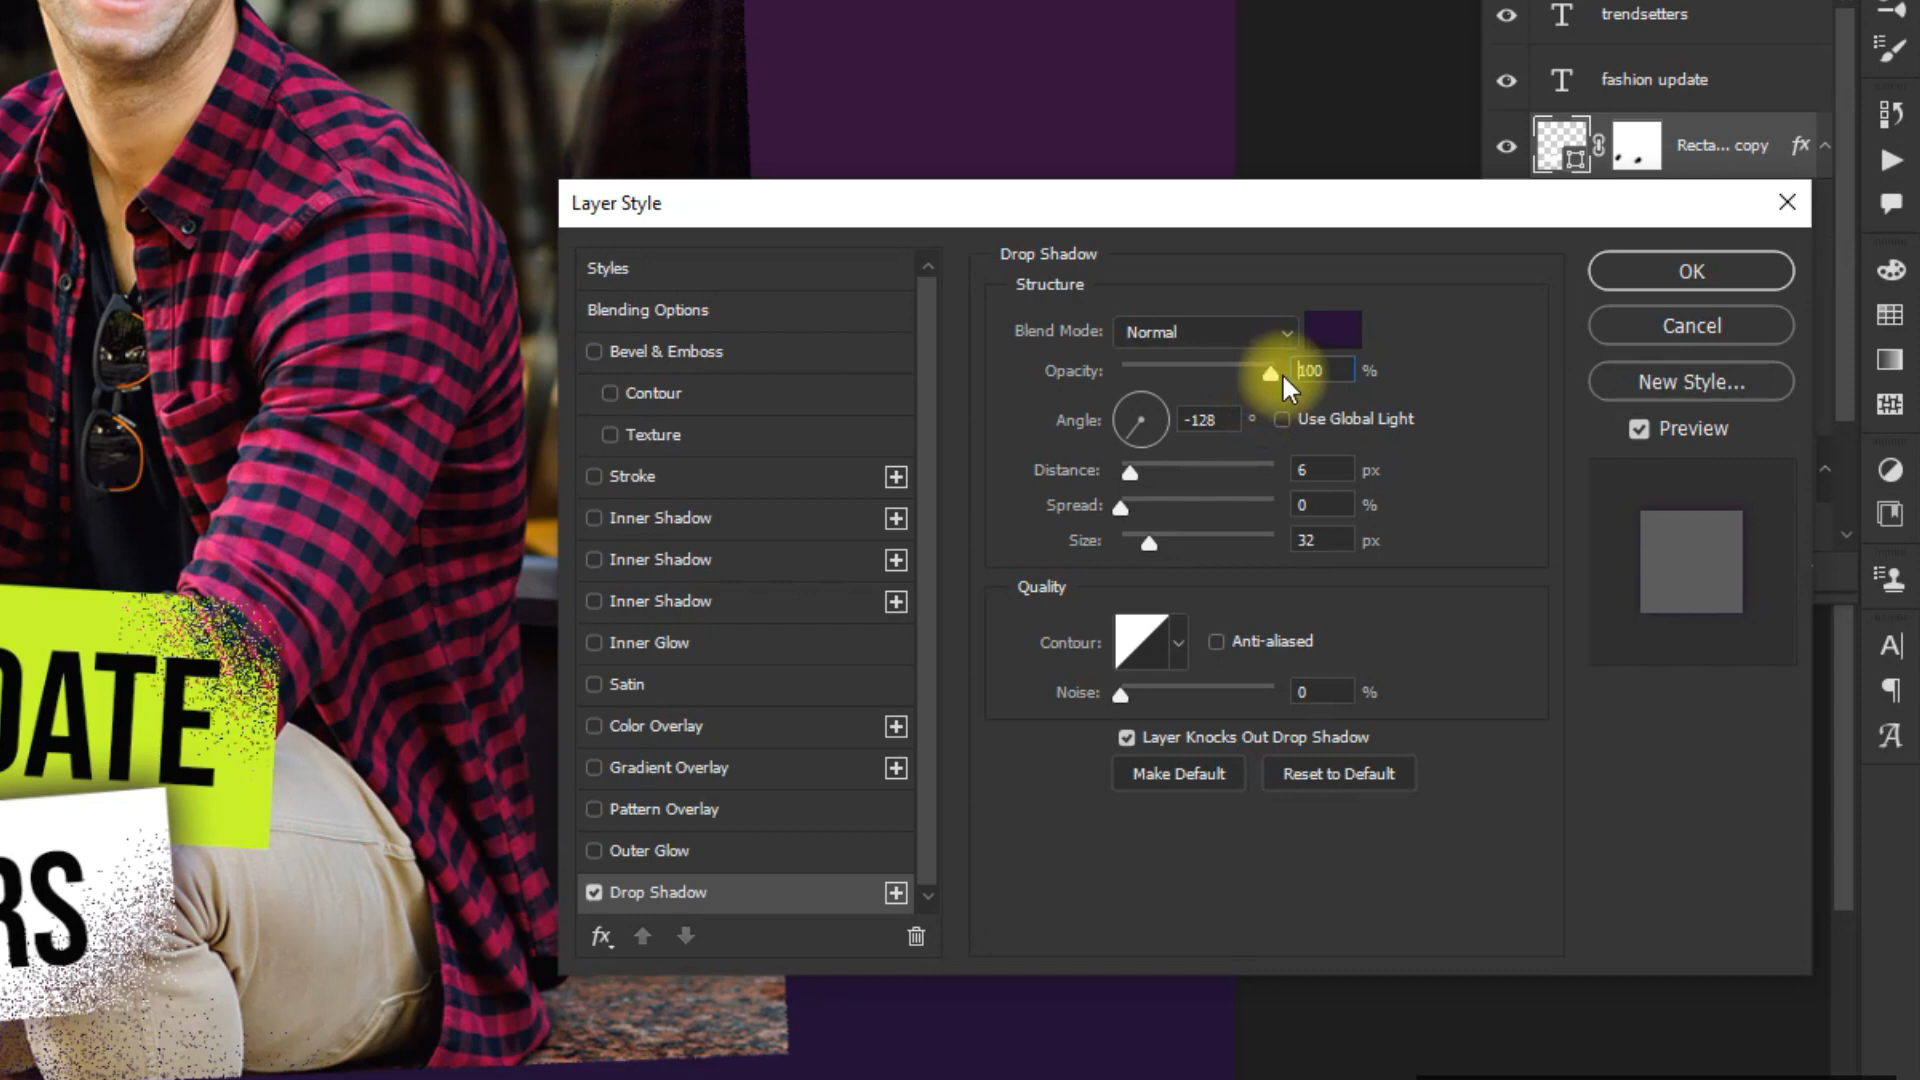 trendsetters
fashion update
Recta... copy fx
Layer Style
Styles
Blending Options
Bevel & Emboss
Contour
Texture
Stroke
Inner Shadow
Inner Shadow
Inner Shadow
Inner Glow
Satin
Color Overlay
Gradient Overlay
Pattern Overlay
Outer Glow
Drop Shadow
fx
Drop Shadow
Structure
Blend Mode: Normal
Opacity: 100 %
Angle: -128 ° Use Global Light
Distance: 6 px
Spread: 0 %
Size: 32 px
Quality
Contour: Anti-aliased
Noise: 0 %
Layer Knocks Out Drop Shadow
Make Default Reset to Default
OK
Cancel
New Style...
Preview
DATE
RS